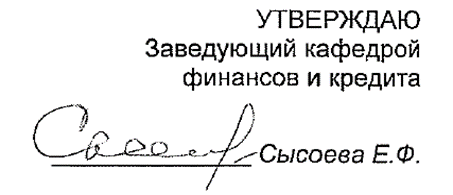 УТВЕРЖДАЮ
Заведующий кафедрой
финансов и кредита
Сысоева Е.Ф.